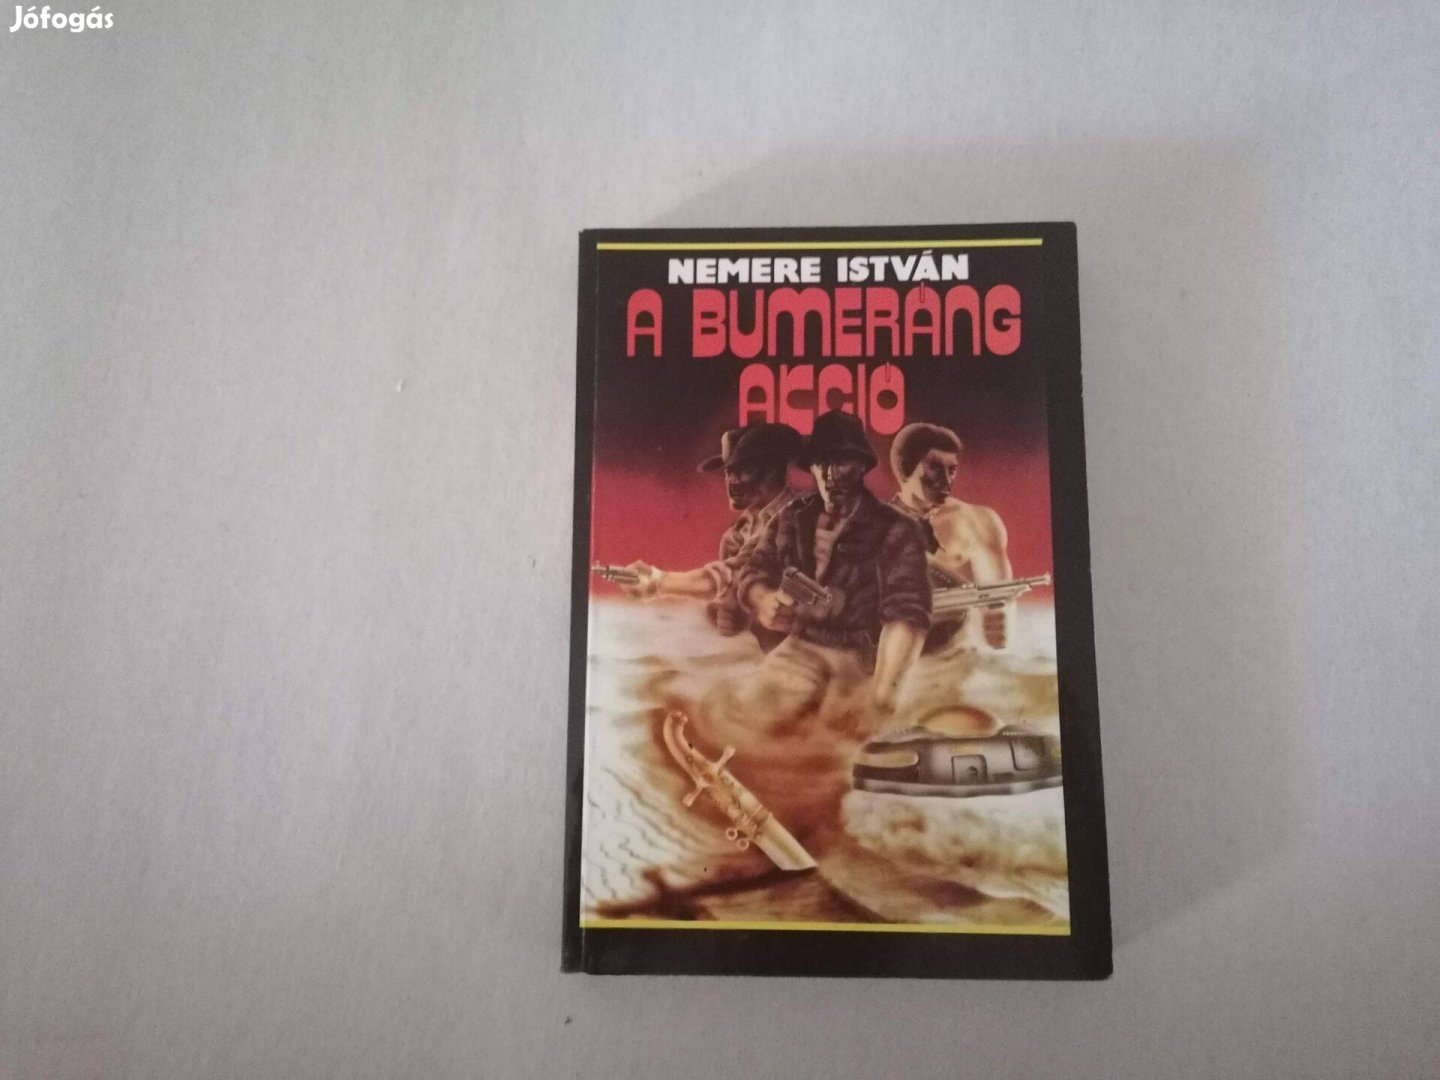 Jófogás
NEMERE ISTVÁN
A BUMERÁNG
AKCIÓ